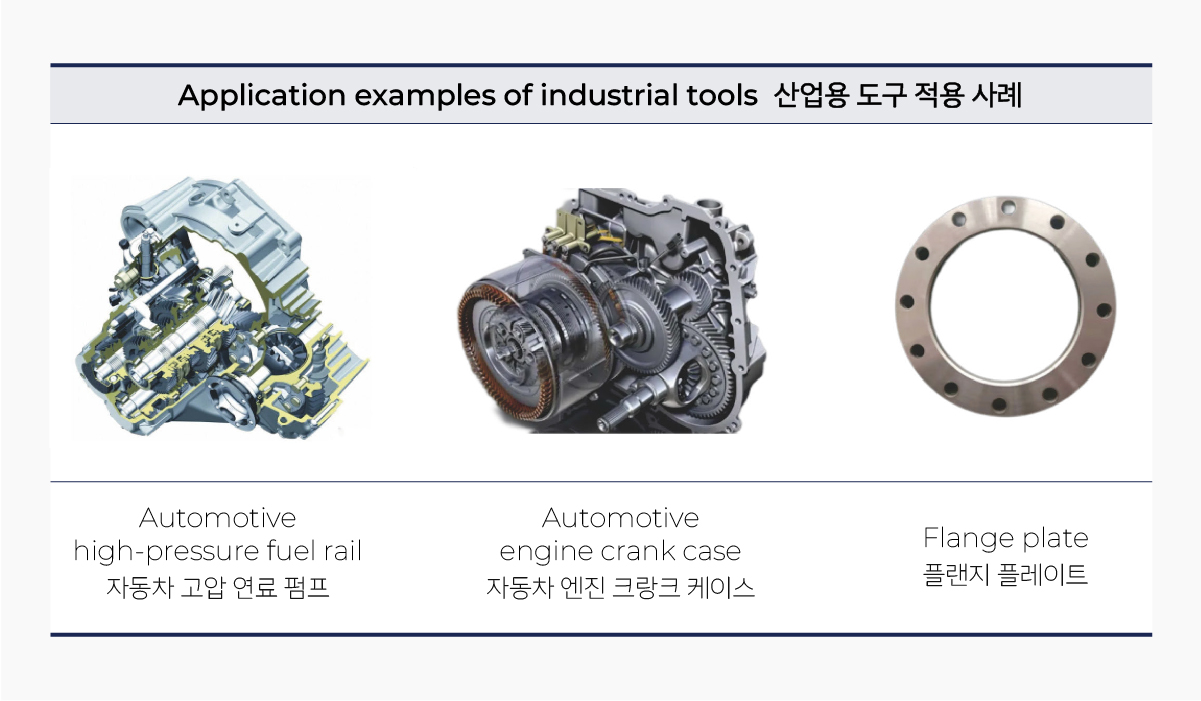 Application examples of industrial tools 산업용 도구 적용 사례
Automotive
high-pressure fuel rail
자동차 고압 연료 펌프
Automotive
engine crank case
자동차 엔진 크랑크 케이스
Flange plate
플랜지 플레이트